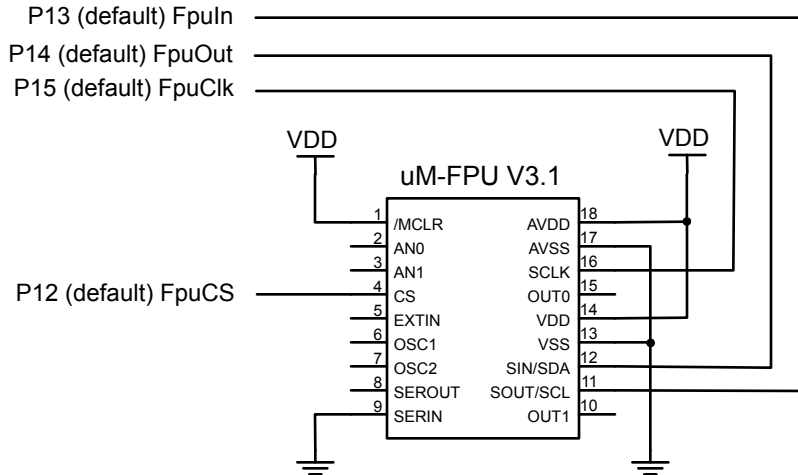 P13 (default) FpuIn
P14 (default) FpuOut
P15 (default) FpuClk
VDD
VDD
uM-FPU V3.1
1 /MCLR AVDD 18
2 AN0 AVSS 17
3 AN1 SCLK 16
P12 (default) FpuCS 4 CS OUT0 15
5 EXTIN VDD 14
6 OSC1 VSS 13
7 OSC2 SIN/SDA 12
8 SEROUT SOUT/SCL 11
9 SERIN OUT1 10